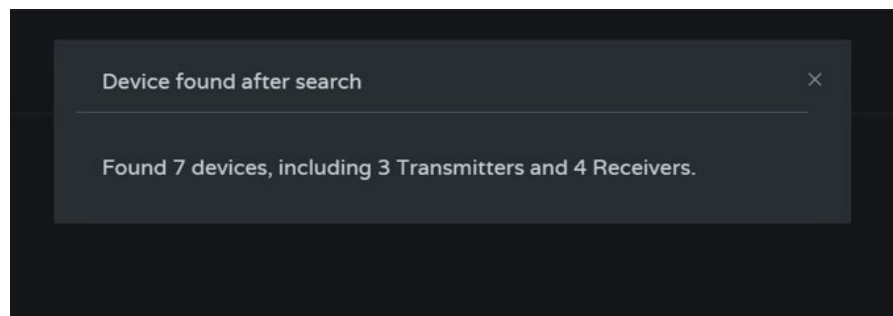 Device found after search
Found 7 devices, including 3 Transmitters and 4 Receivers.